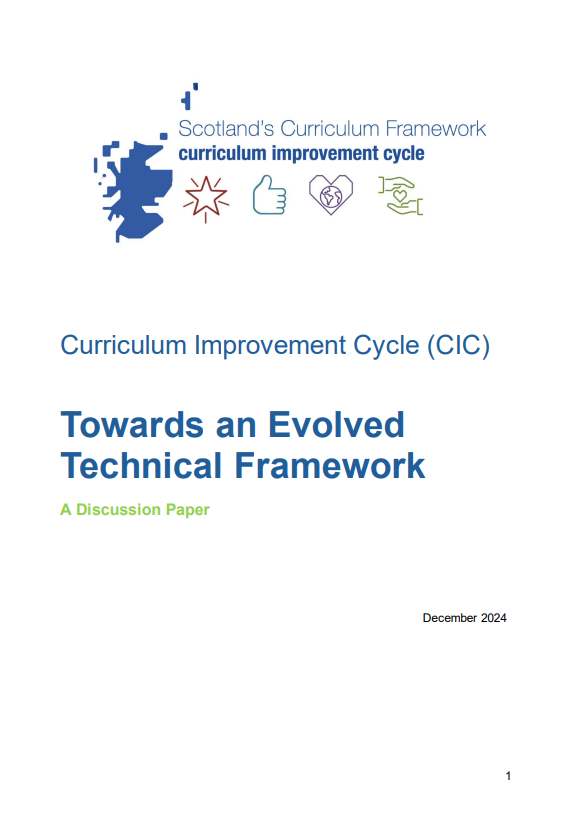 Scotland's Curriculum Framework
curriculum improvement cycle
Curriculum Improvement Cycle (CIC)
Towards an Evolved
Technical Framework
A Discussion Paper
December 2024
1